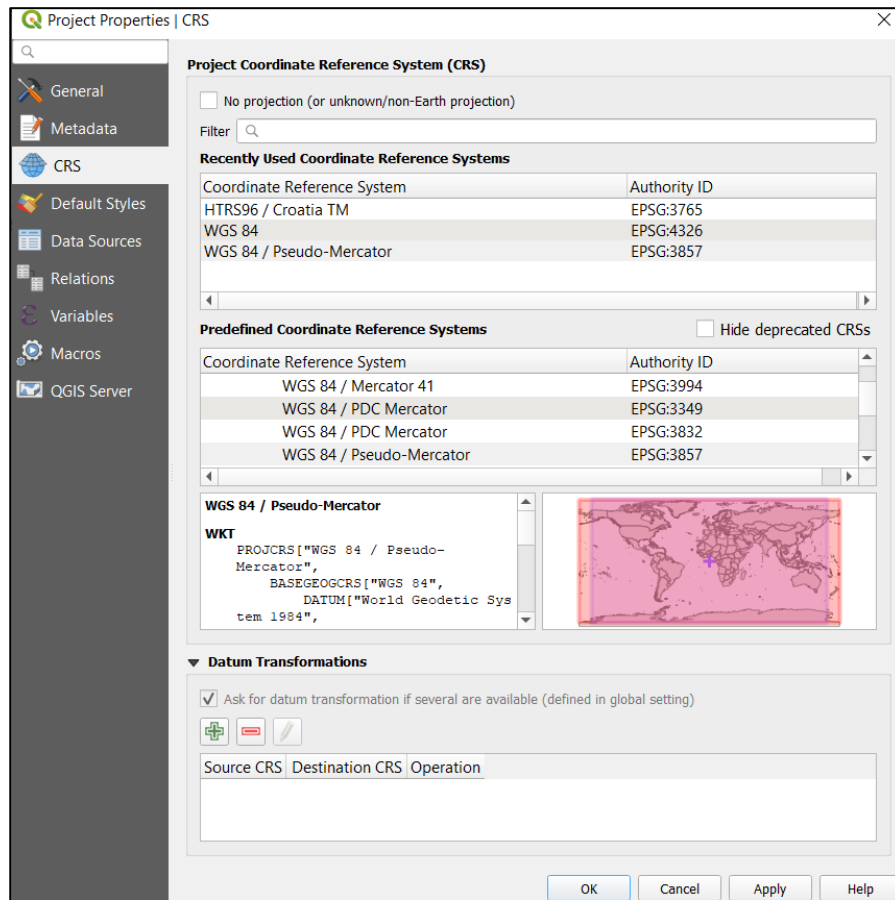 Project Properties | CRS
General
Metadata
CRS
Default Styles
Data Sources
Relations
Variables
Macros
QGIS Server
Project Coordinate Reference System (CRS)
No projection (or unknown/non-Earth projection)
Filter
Recently Used Coordinate Reference Systems
Coordinate Reference System Authority ID
HTRS96 / Croatia TM EPSG:3765
WGS 84 EPSG:4326
WGS 84 / Pseudo-Mercator EPSG:3857
Predefined Coordinate Reference Systems Hide deprecated CRSs
Coordinate Reference System Authority ID
WGS 84 / Mercator 41 EPSG:3994
WGS 84 / PDC Mercator EPSG:3349
WGS 84 / PDC Mercator EPSG:3832
WGS 84 / Pseudo-Mercator EPSG:3857
WGS 84 / Pseudo-Mercator
WKT
PROJCRS["WGS 84 / Pseudo-
Mercator",
BASEGEOGCRS["WGS 84",
DATUM["World Geodetic Sys
tem 1984",
Datum Transformations
Ask for datum transformation if several are available (defined in global setting)
Source CRS Destination CRS Operation
OK Cancel Apply Help